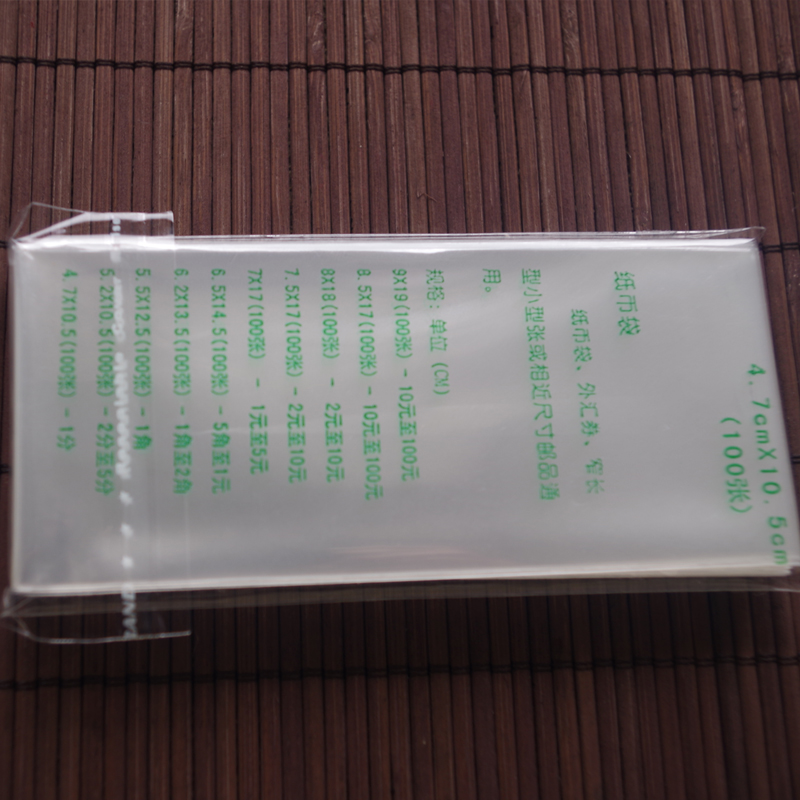 4.7cmX10.5cm
(100张)
纸币袋
纸币袋、外汇券、窄长
型小型张或相近尺寸邮品适
用。
规格：单位 (CM)
9X19(100张) - 10元至100元
8.5X17(100张) - 10元至100元
8X18(100张) - 2元至10元
7.5X17(100张) - 2元至10元
7X17(100张) - 1元至5元
6.5X14.5(100张) - 5角至1元
6.2X13.5(100张) - 1角至2角
5.5X12.5(100张) - 1角
5.2X10.5(100张) - 2分至5分
4.7X10.5(100张) - 1分